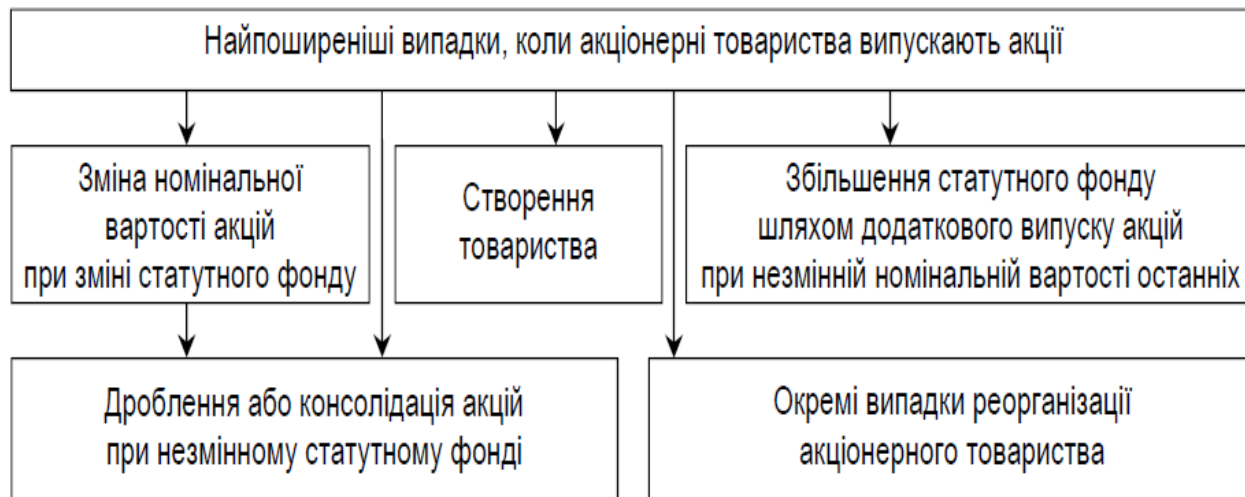 Найпоширеніші випадки, коли акціонерні товариства випускають акції
Зміна номінальної
вартості акцій
при зміні статутного фонду
Створення
товариства
Збільшення статутного фонду
шляхом додаткового випуску акцій
при незмінній номінальній вартості останніх
Дроблення або консолідація акцій
при незмінному статутному фонді
Окремі випадки реорганізації
акціонерного товариства